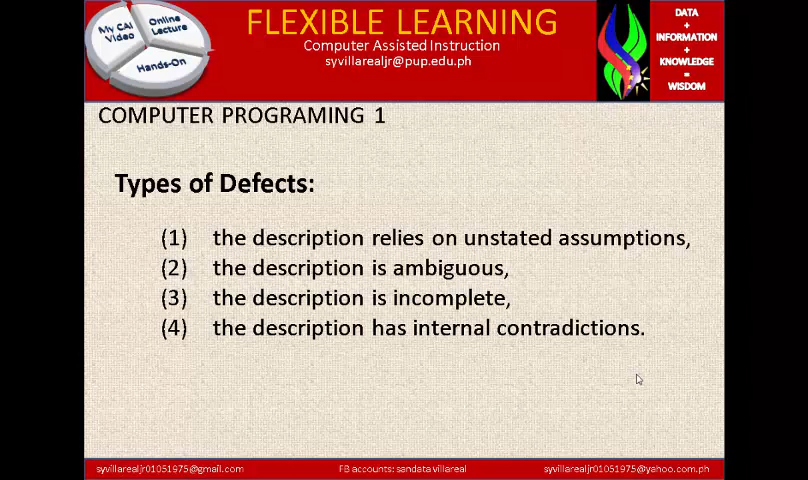 My CAI
Video
Online
Lecture
Hands-On
FLEXIBLE LEARNING
Computer Assisted Instruction
syvillarealjr@pup.edu.ph
DATA
+
INFORMATION
+
KNOWLEDGE
=
WISDOM
COMPUTER PROGRAMING 1
Types of Defects:
(1) the description relies on unstated assumptions,
(2) the description is ambiguous,
(3) the description is incomplete,
(4) the description has internal contradictions.
syvillarealjr01051975@gmail.com
FB accounts: sandata villareal
syvillarealjr01051975@yahoo.com.ph